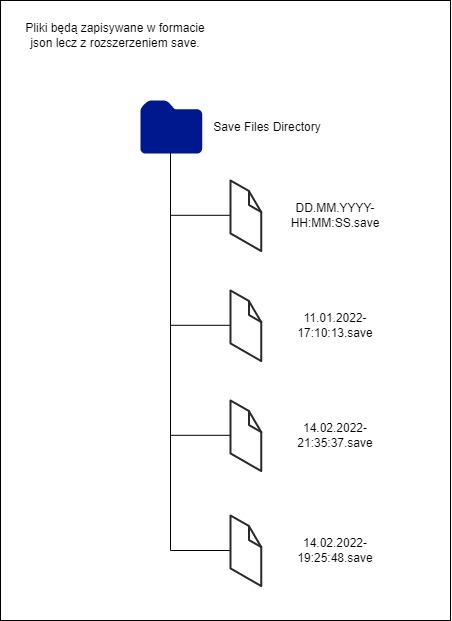 Pliki będą zapisywane w formacie
json lecz z rozszerzeniem save.
Save Files Directory
DD.MM.YYYY-
HH:MM:SS.save
11.01.2022-
17:10:13.save
14.02.2022-
21:35:37.save
14.02.2022-
19:25:48.save